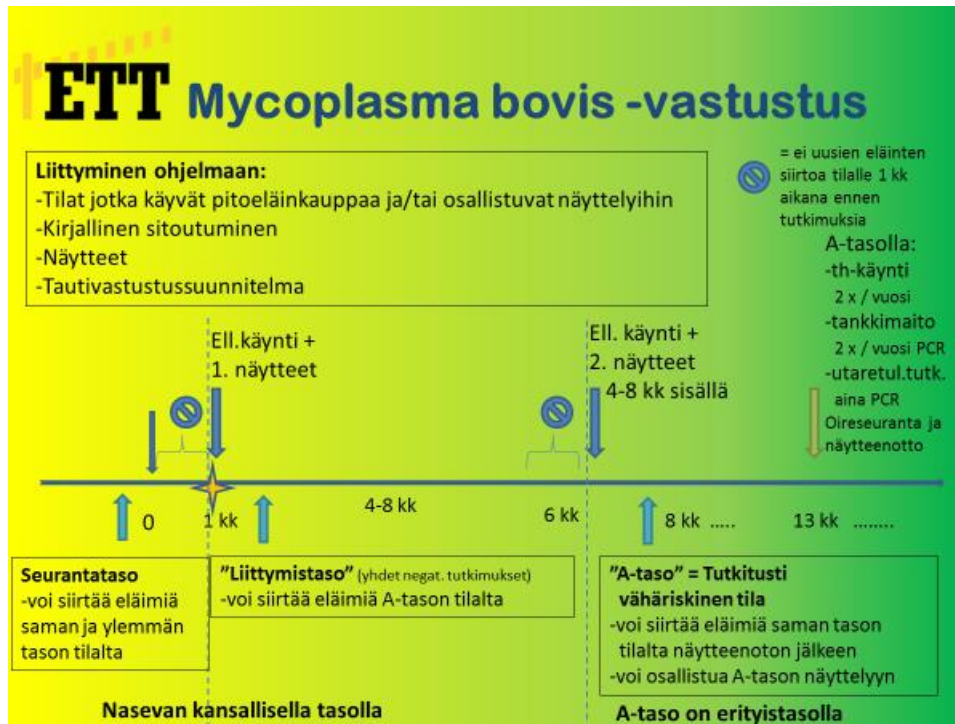 ETT Mycoplasma bovis -vastustus
Liittyminen ohjelmaan:
-Tilat jotka käyvät pitoeläinkauppaa ja/tai osallistuvat näyttelyihin
-Kirjallinen sitoutuminen
-Näytteet
-Tautivastustussuunnitelma
= ei uusien eläinten
siirtoa tilalle 1 kk
aikana ennen
tutkimuksia
A-tasolla:
-th-käynti
2 x / vuosi
-tankkimaito
2 x / vuosi PCR
-utaretul.tutk.
aina PCR
Oireseuranta ja
näytteenotto
Ell.käynti +
1. näytteet
Ell. käynti +
2. näytteet
4-8 kk sisällä
0
1 kk
4-8 kk
6 kk
8 kk .....
13 kk ........
Seurantataso
-voi siirtää eläimiä
saman ja ylemmän
tason tilalta
"Liittymistaso" (yhdet negat. tutkimukset)
-voi siirtää eläimiä A-tason tilalta
"A-taso" = Tutkitusti
vähäriskinen tila
-voi siirtää eläimiä saman tason
tilalta näytteenoton jälkeen
-voi osallistua A-tason näyttelyyn
Nasevan kansallisella tasolla
A-taso on erityistasolla